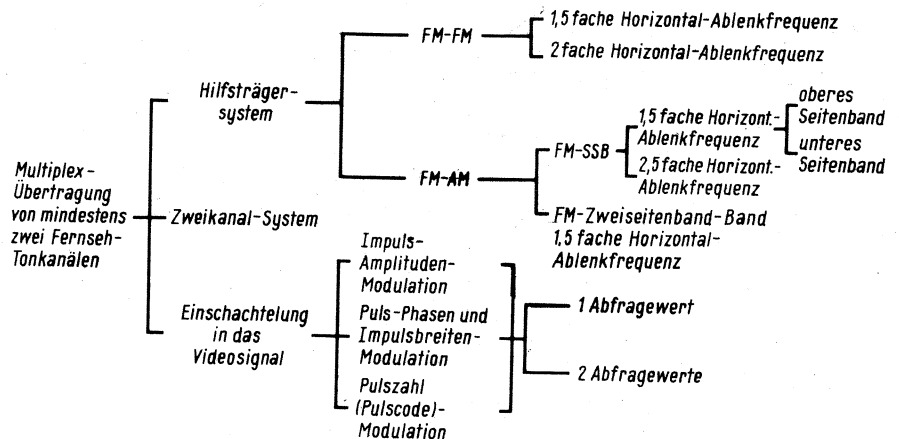 Multiplex-
Übertragung
von mindestens
zwei Fernseh-
Tonkanälen
Hilfsträger-
system
FM-FM
1,5 fache Horizontal-Ablenkfrequenz
2 fache Horizontal-Ablenkfrequenz
FM-AM
FM-SSB
1,5 fache Horizont.-
Ablenkfrequenz
oberes
Seitenband
unteres
Seitenband
2,5 fache Horizont.-
Ablenkfrequenz
FM-Zweiseitenband-Band
1,5 fache Horizontal-
Ablenkfrequenz
Zweikanal-System
Einschachtelung
in das
Videosignal
Impuls-
Amplituden-
Modulation
Puls-Phasen und
Impulsbreiten-
Modulation
Pulszahl
(Pulscode)-
Modulation
1 Abfragewert
2 Abfragewerte